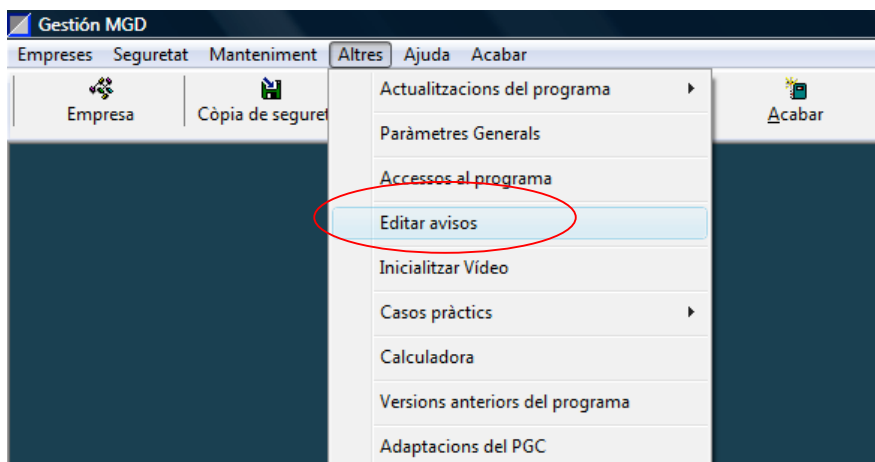 Gestión MGD
Empreses Seguretat Manteniment Altres Ajuda Acabar
Empresa Còpia de seguret Acabar
Actualitzacions del programa
Paràmetres Generals
Accessos al programa
Editar avisos
Inicialitzar Vídeo
Casos pràctics
Calculadora
Versions anteriors del programa
Adaptacions del PGC